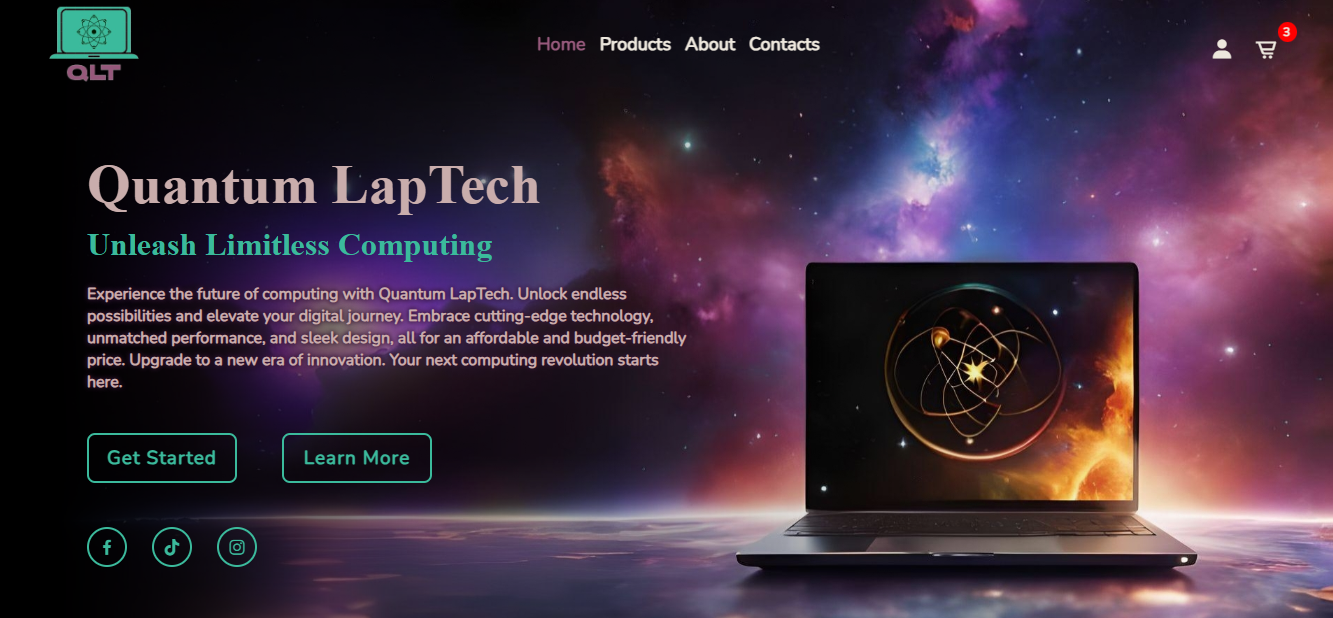 QLT
Home Products About Contacts
3
Quantum LapTech
Unleash Limitless Computing
Experience the future of computing with Quantum LapTech. Unlock endless
possibilities and elevate your digital journey. Embrace cutting-edge technology,
unmatched performance, and sleek design, all for an affordable and budget-friendly
price. Upgrade to a new era of innovation. Your next computing revolution starts
here.
Get Started
Learn More